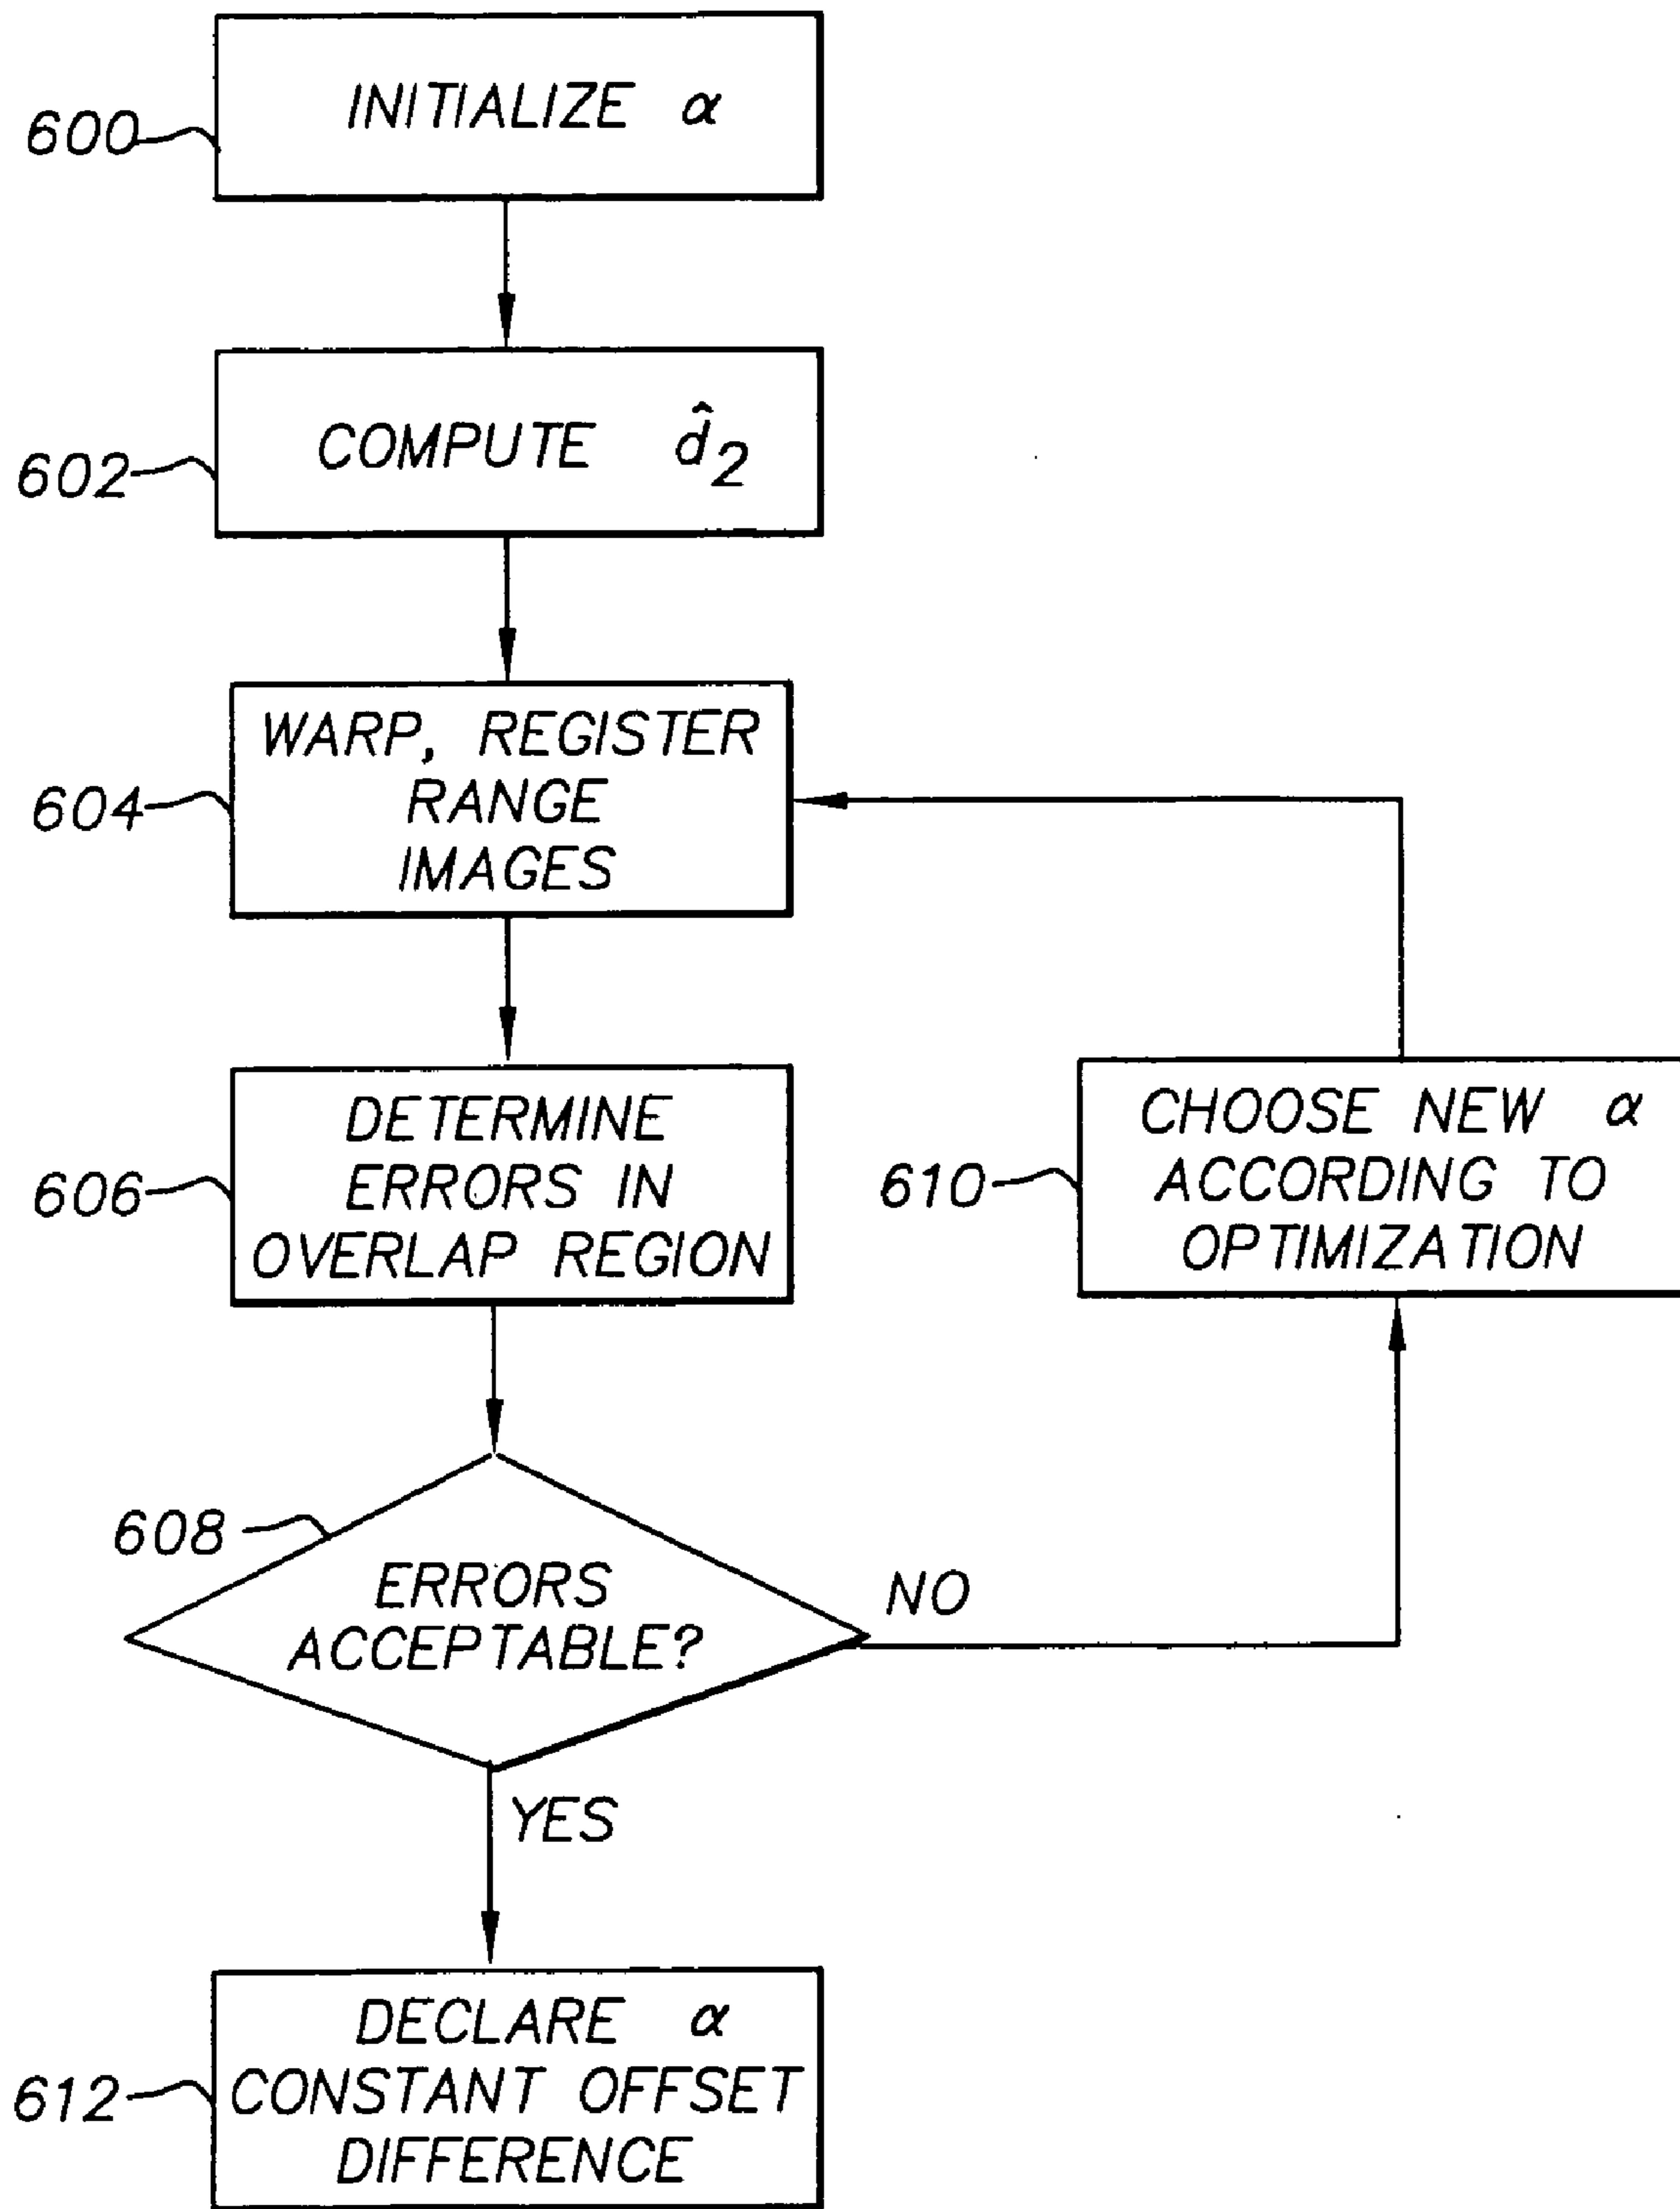 600
INITIALIZE α
602
COMPUTE d̂₂
604
WARP, REGISTER
RANGE
IMAGES
606
DETERMINE
ERRORS IN
OVERLAP REGION
610
CHOOSE NEW α
ACCORDING TO
OPTIMIZATION
608
ERRORS
ACCEPTABLE?
NO
YES
612
DECLARE α
CONSTANT OFFSET
DIFFERENCE